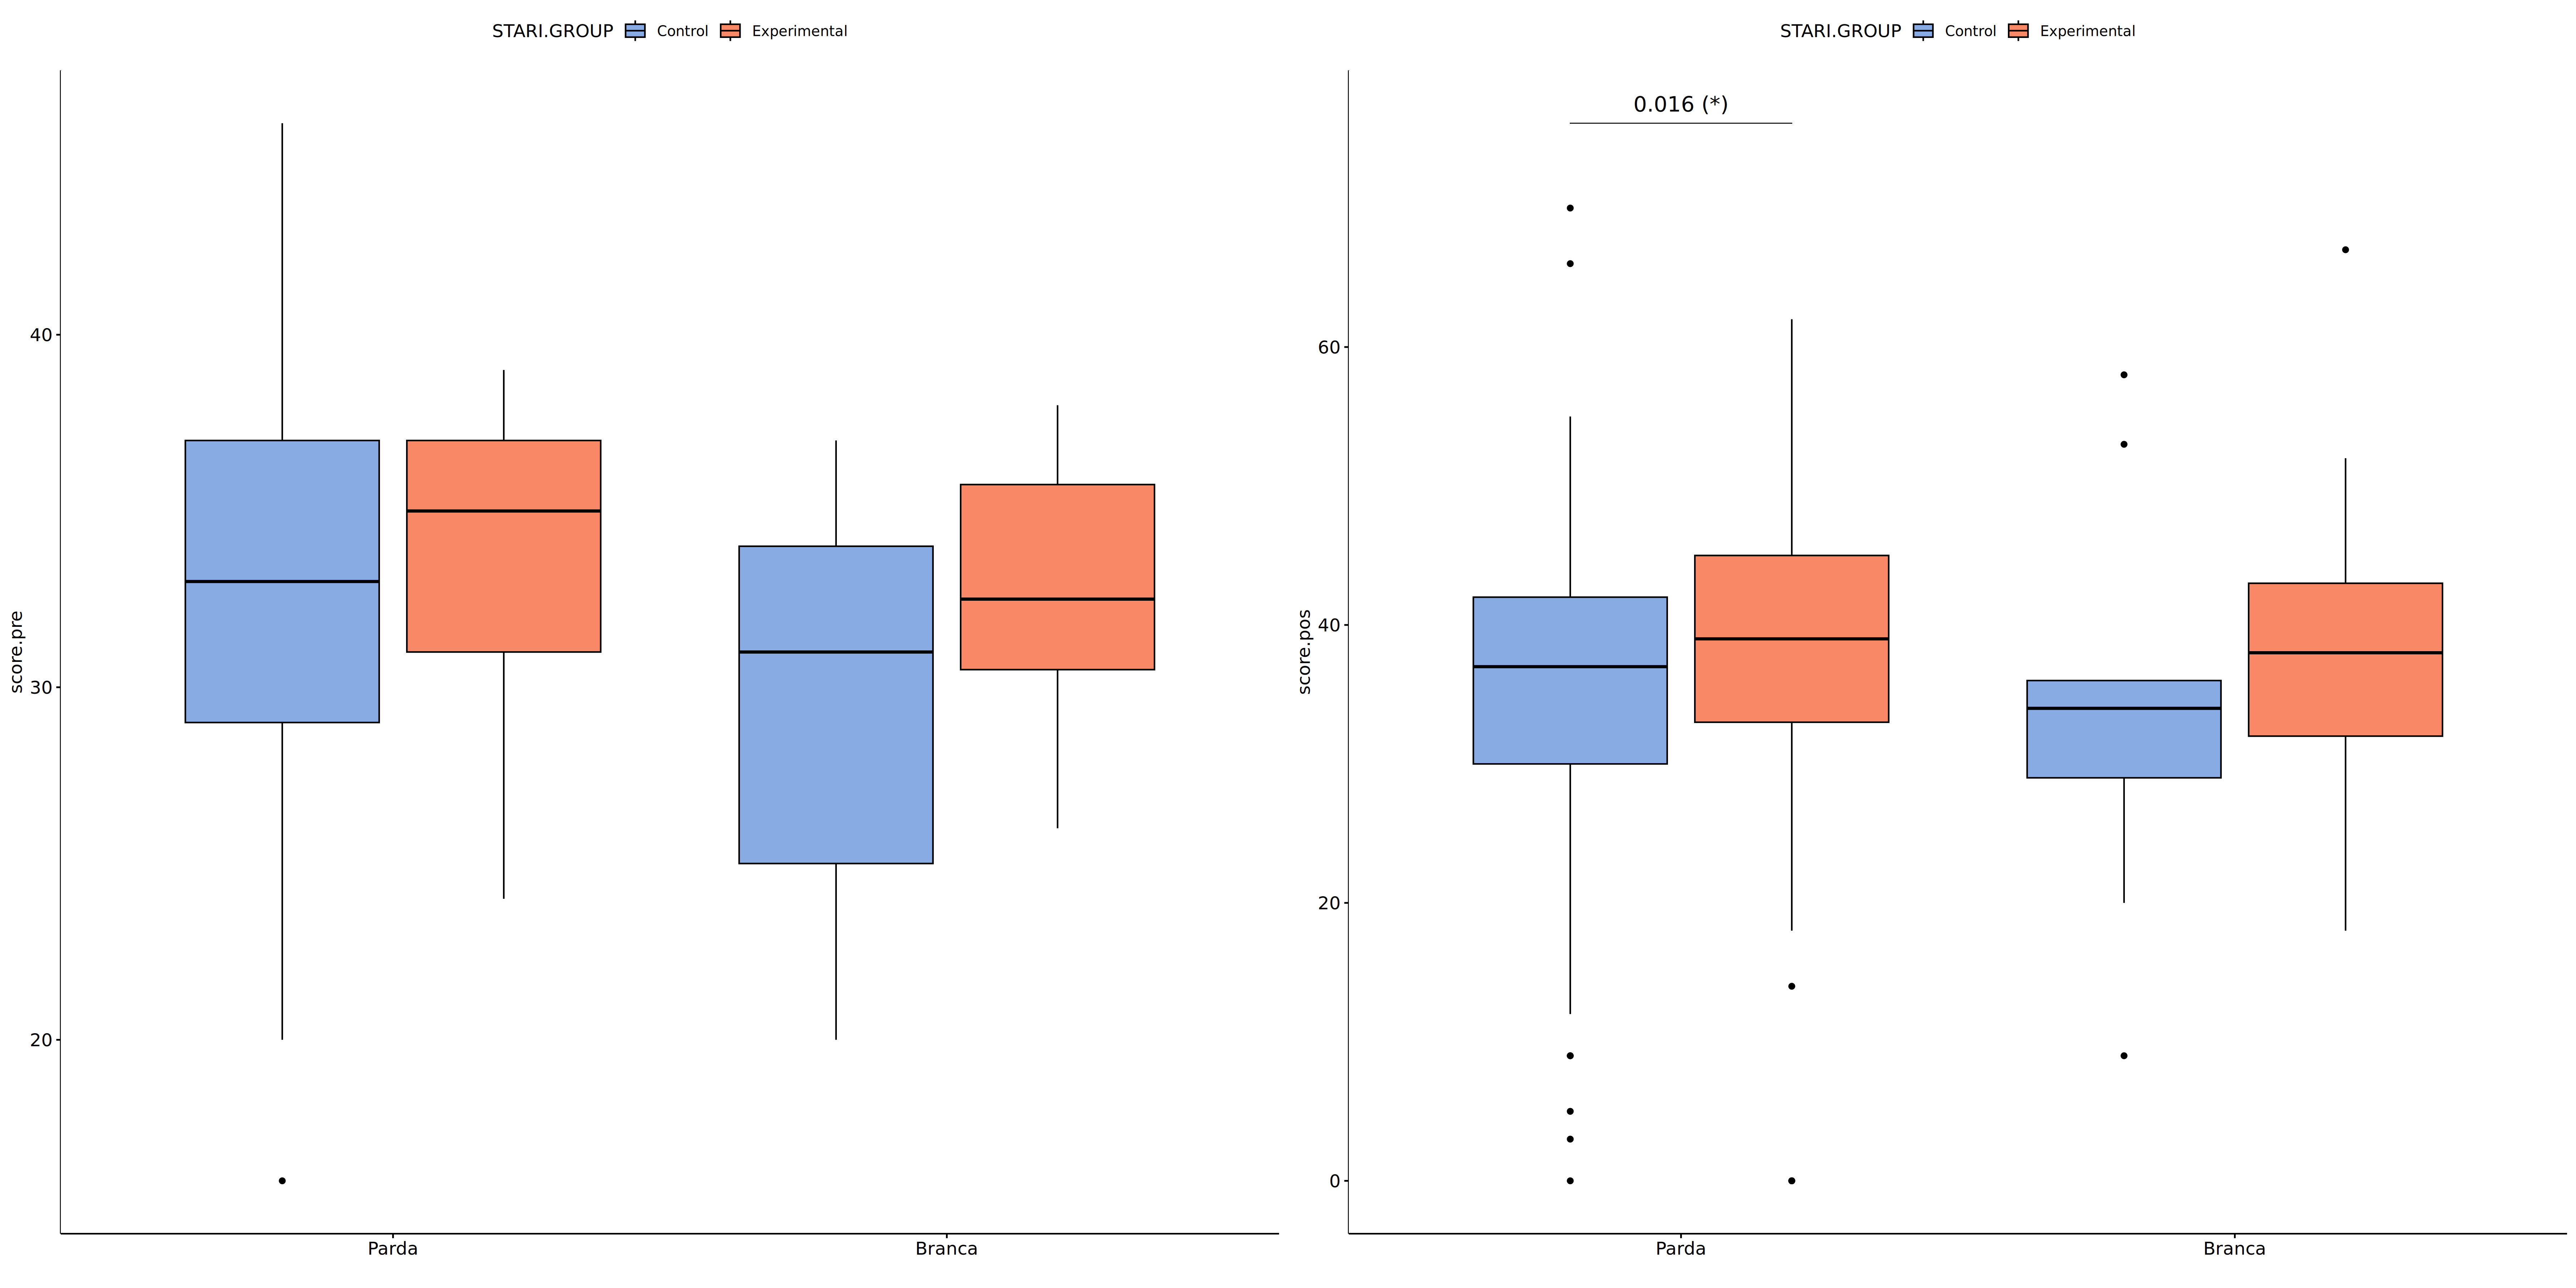 STARI.GROUP Control Experimental
score.pre
40
30
20
Parda Branca
STARI.GROUP Control Experimental
0.016 (*)
score.pos
60
40
20
0
Parda Branca